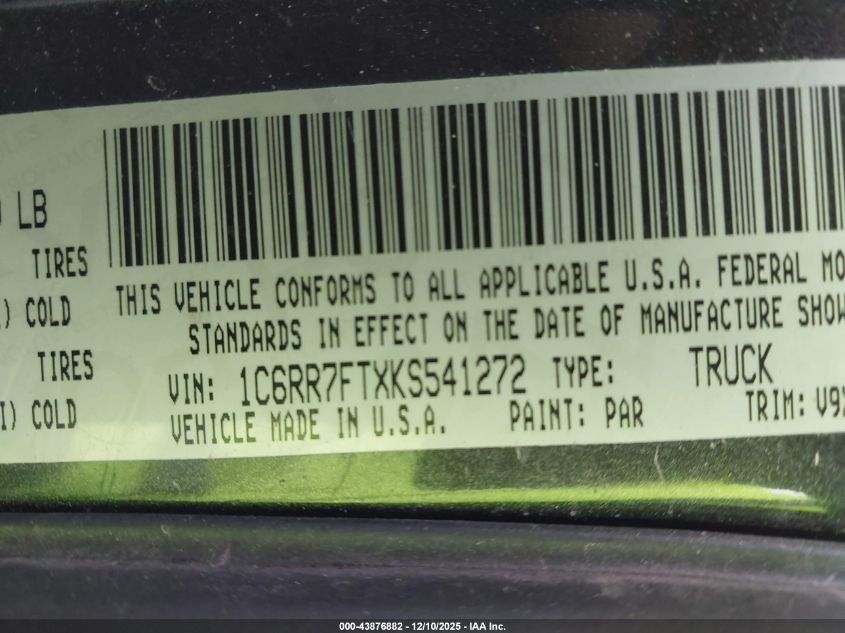 LB
TIRES
COLD
TIRES
I) COLD
THIS VEHICLE CONFORMS TO ALL APPLICABLE U.S.A. FEDERAL MO
STANDARDS IN EFFECT ON THE DATE OF MANUFACTURE SHOW
VIN: 1C6RR7FTXKS541272 TYPE: TRUCK
VEHICLE MADE IN U.S.A. PAINT: PAR TRIM: V9X
000-43876882 - 12/10/2025 - IAA Inc.